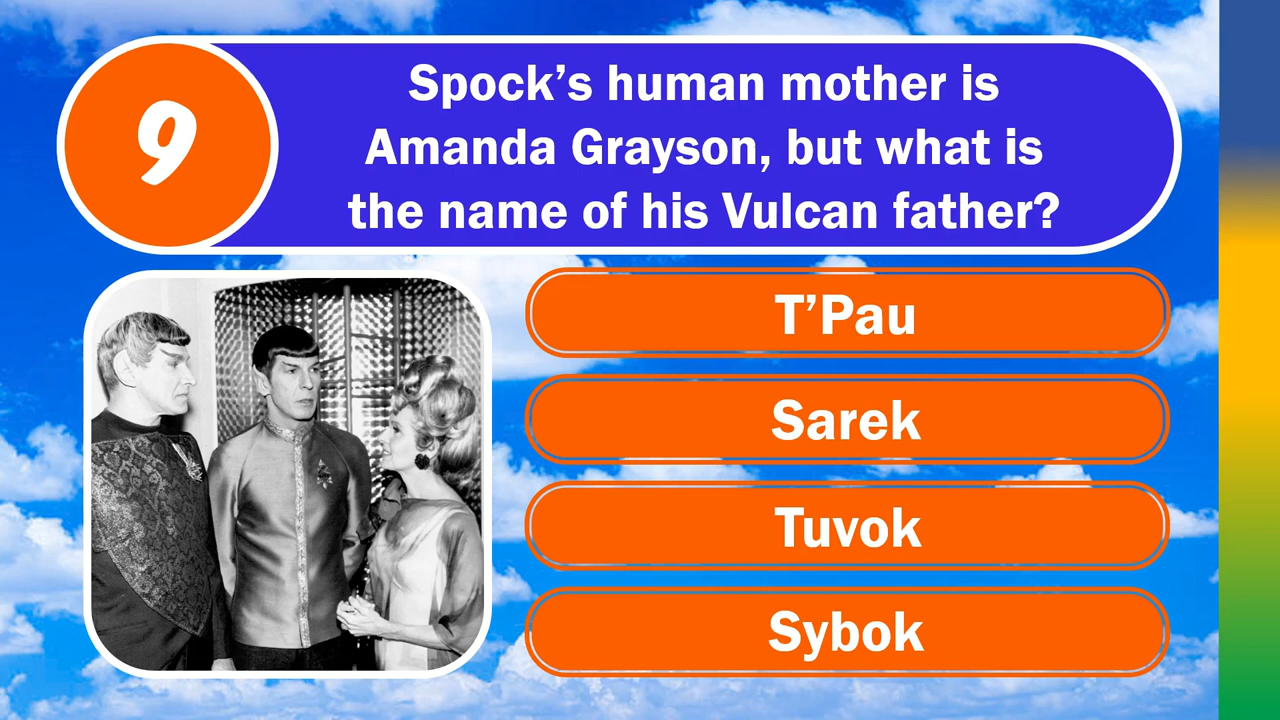 9
Spock’s human mother is
Amanda Grayson, but what is
the name of his Vulcan father?
T’Pau
Sarek
Tuvok
Sybok